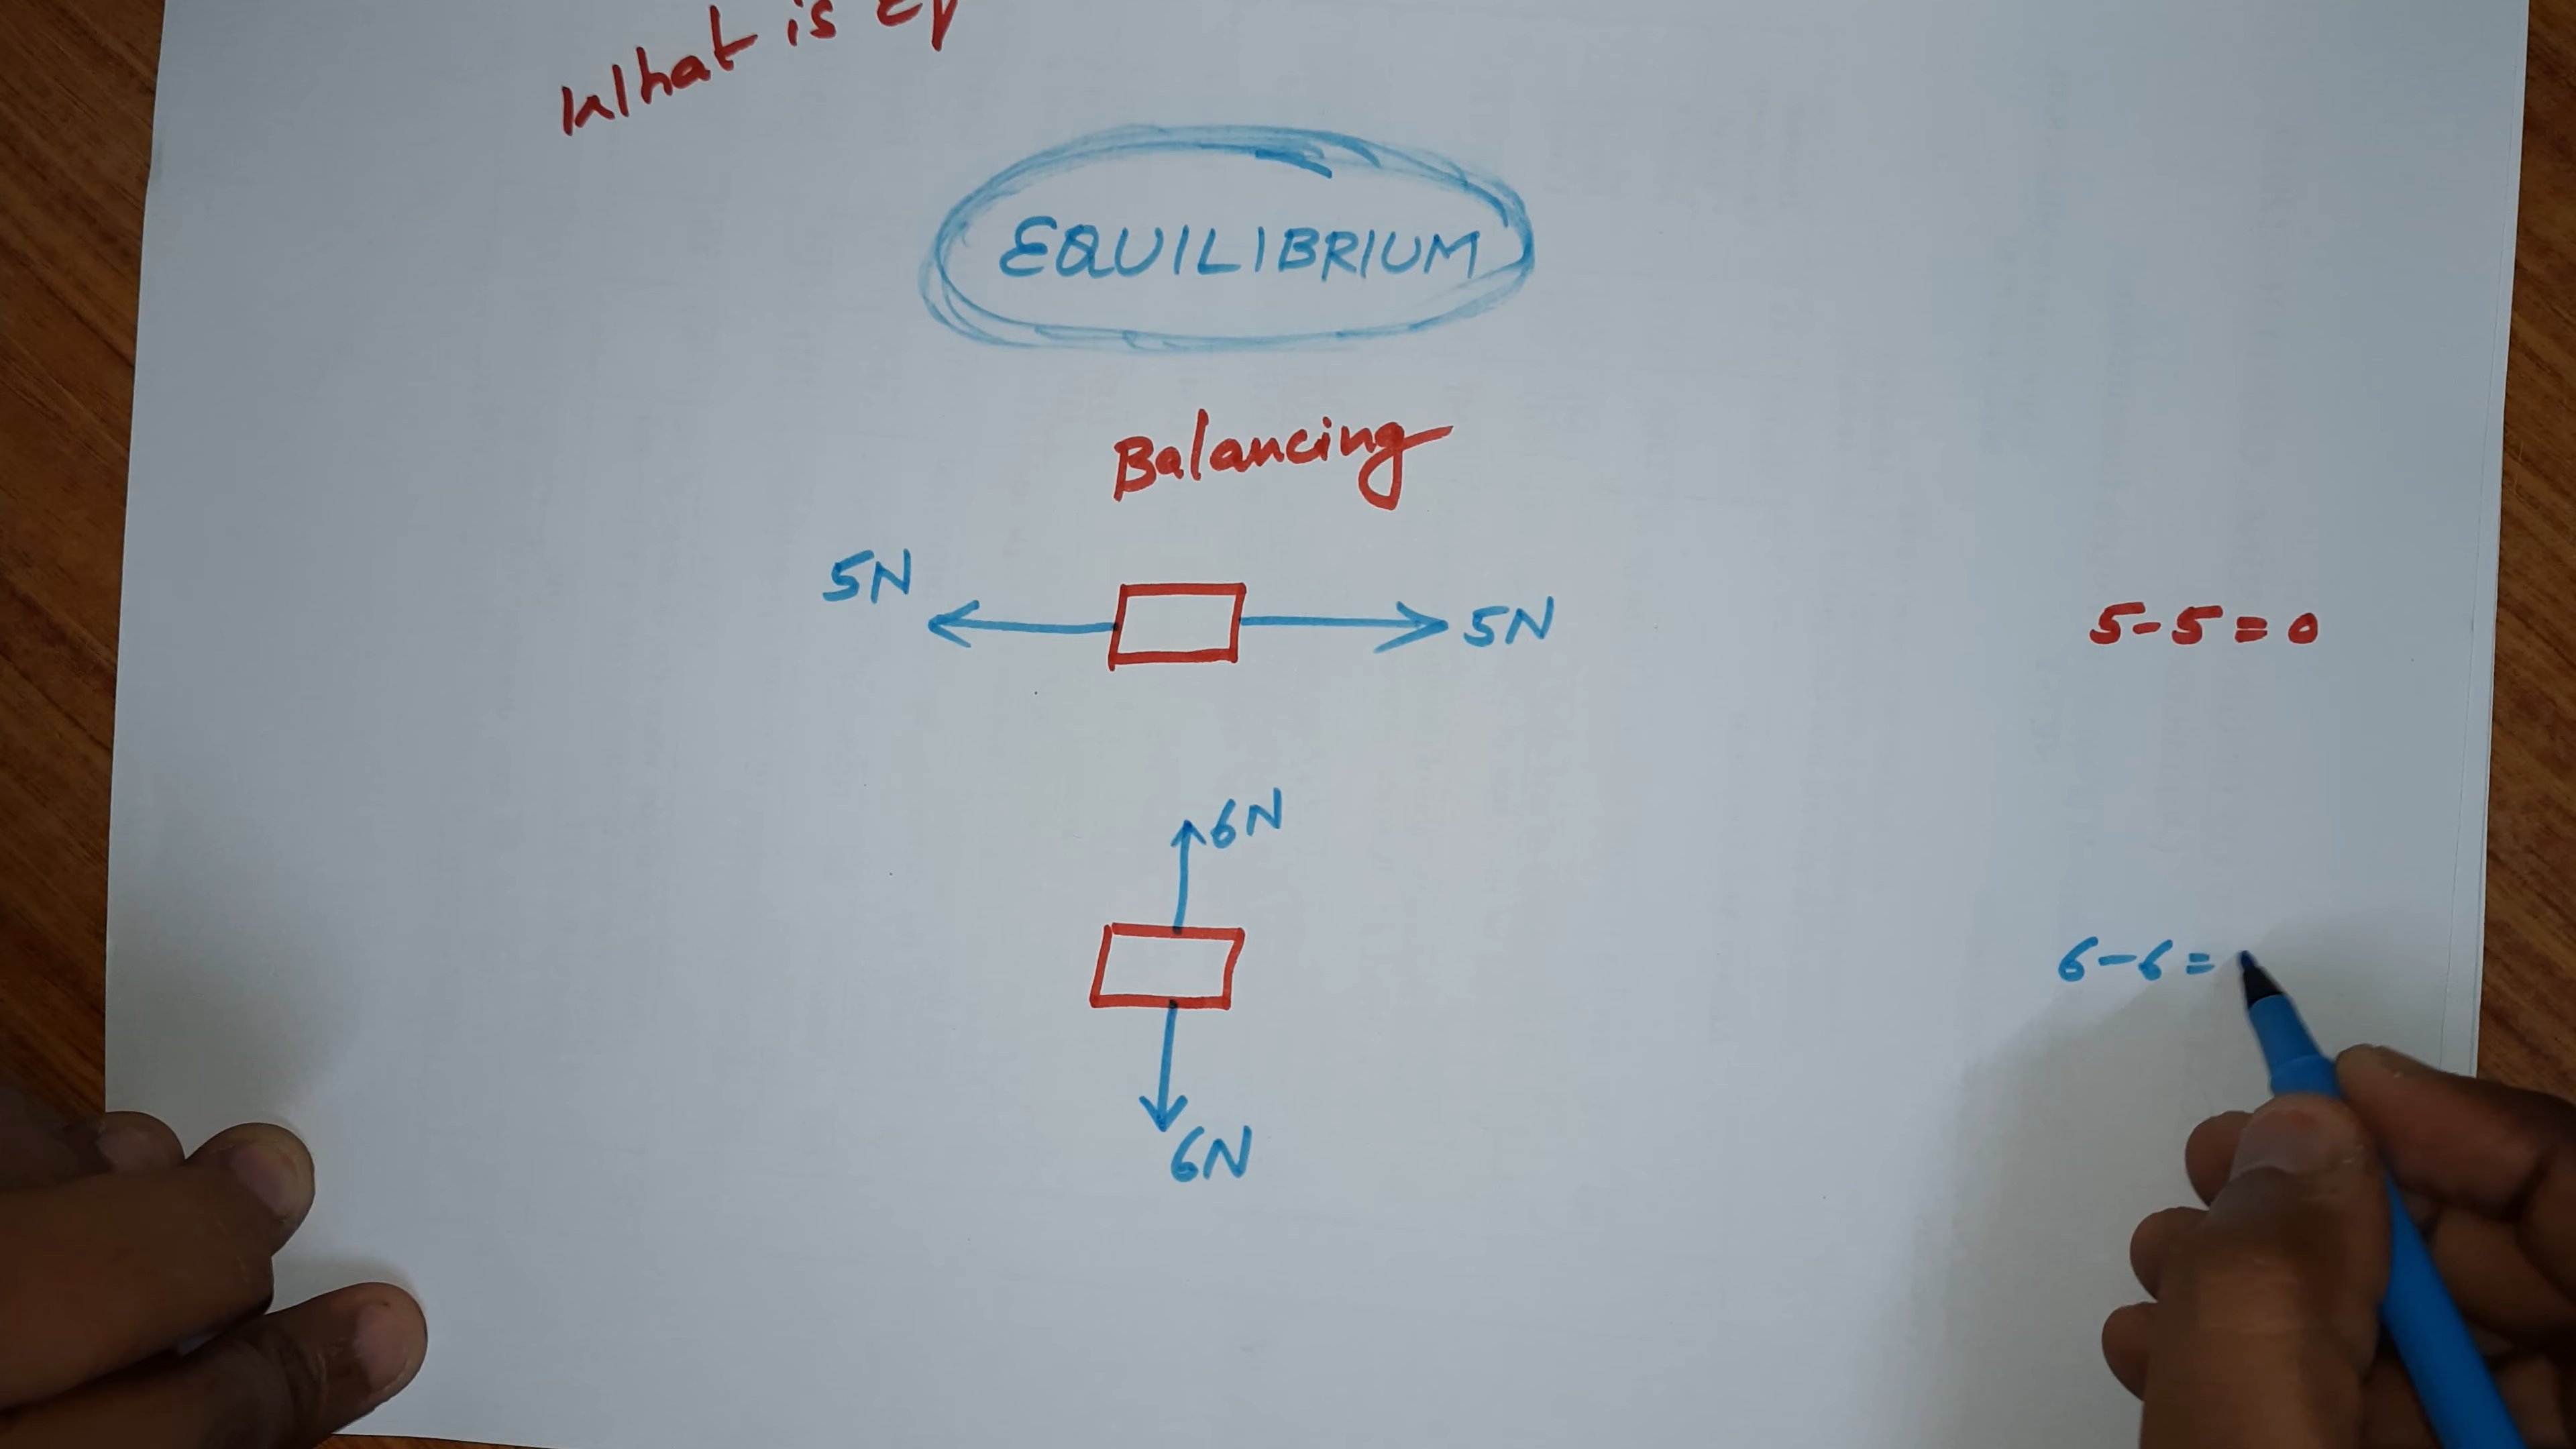 What is
EQUILIBRIUM
Balancing
5N 5N 5-5=0
6N
6-6=
6N